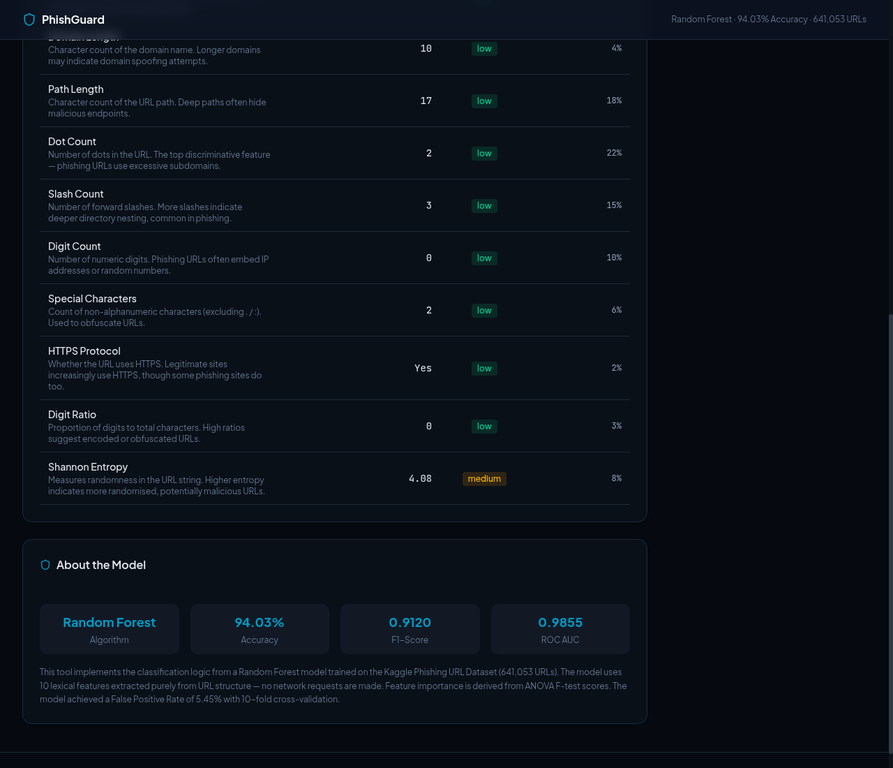 PhishGuard
Random Forest · 94.03% Accuracy · 641,053 URLs
Domain Length
Character count of the domain name. Longer domains
may indicate domain spoofing attempts.
10
low
4%
Path Length
Character count of the URL path. Deep paths often hide
malicious endpoints.
17
low
18%
Dot Count
Number of dots in the URL. The top discriminative feature
— phishing URLs use excessive subdomains.
2
low
22%
Slash Count
Number of forward slashes. More slashes indicate
deeper directory nesting, common in phishing.
3
low
15%
Digit Count
Number of numeric digits. Phishing URLs often embed IP
addresses or random numbers.
0
low
10%
Special Characters
Count of non-alphanumeric characters (excluding . / :).
Used to obfuscate URLs.
2
low
6%
HTTPS Protocol
Whether the URL uses HTTPS. Legitimate sites
increasingly use HTTPS, though some phishing sites do
too.
Yes
low
2%
Digit Ratio
Proportion of digits to total characters. High ratios
suggest encoded or obfuscated URLs.
0
low
3%
Shannon Entropy
Measures randomness in the URL string. Higher entropy
indicates more randomised, potentially malicious URLs.
4.08
medium
8%
About the Model
Random Forest
Algorithm
94.03%
Accuracy
0.9120
F1-Score
0.9855
ROC AUC
This tool implements the classification logic from a Random Forest model trained on the Kaggle Phishing URL Dataset (641,053 URLs). The model uses
10 lexical features extracted purely from URL structure — no network requests are made. Feature importance is derived from ANOVA F-test scores. The
model achieved a False Positive Rate of 5.45% with 10-fold cross-validation.